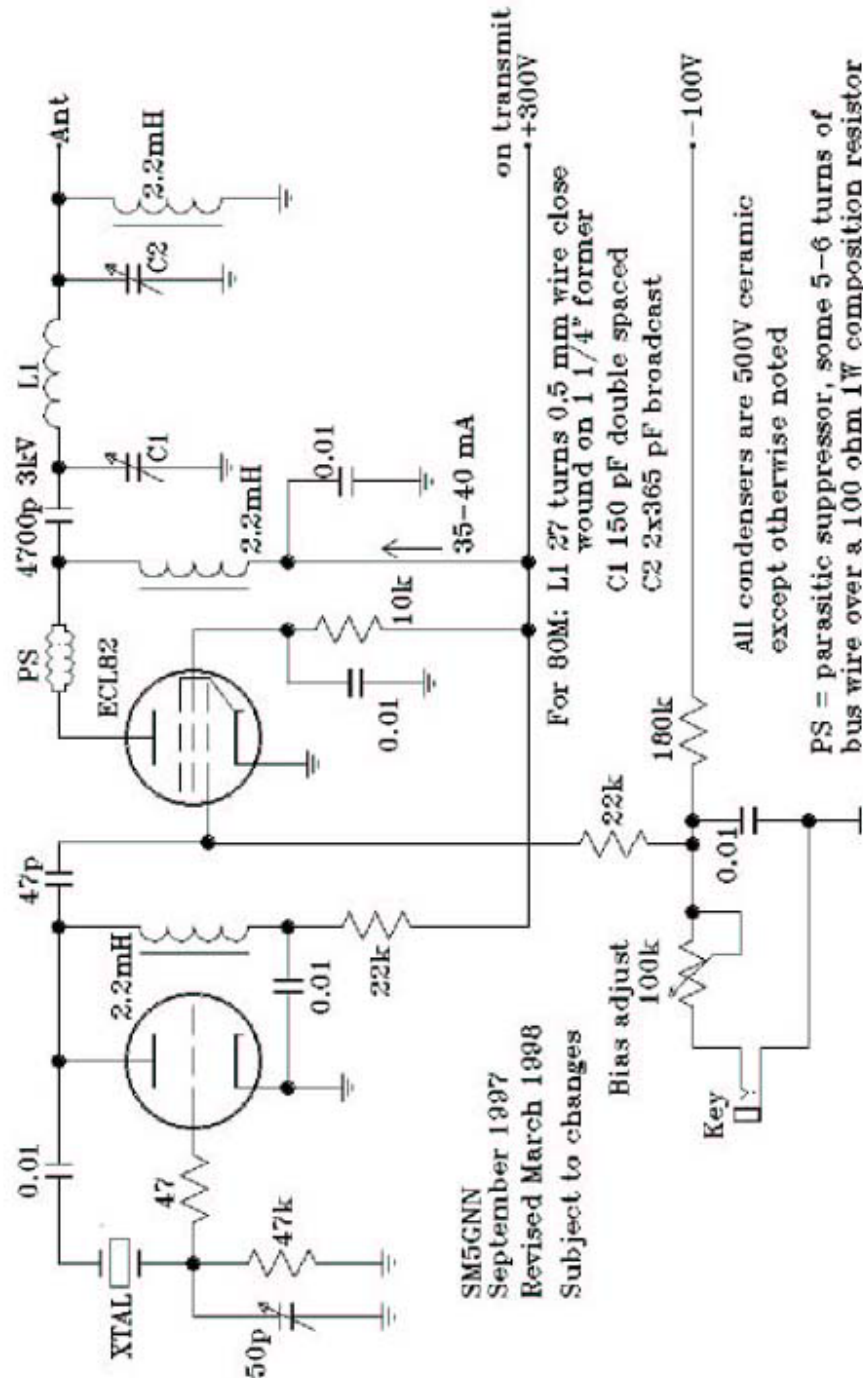 0.01
47p
4700p 3kV
L1
Ant
XTAL
2.2mH
PS
ECL82
C1
C2
2.2mH
47
50p
47k
0.01
22k
2.2mH
0.01
10k
0.01
35-40 mA
on transmit
+300V
SM5GNN
September 1997
Revised March 1998
Subject to changes
For 80M: L1 27 turns 0.5 mm wire close
wound on 1 1/4" former
C1 150 pF double spaced
C2 2x365 pF broadcast
22k
Bias adjust
100k
180k
-100V
Key
0.01
All condensers are 500V ceramic
except otherwise noted
PS = parasitic suppressor, some 5-6 turns of
bus wire over a 100 ohm 1W composition resistor